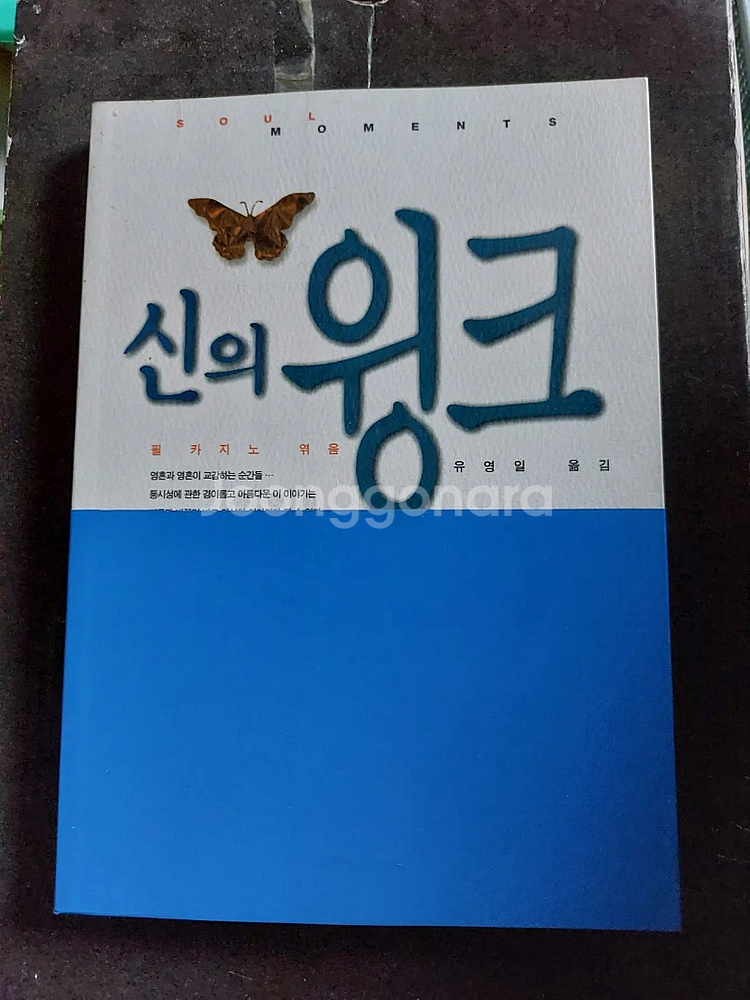 SOUL
MOMENTS
신의 윙크
필 카지노 엮음
유영일 옮김
영혼과 영혼이 교감하는 순간들 …
동시성에 관한 경이롭고 아름다운 이 이야기는
joonggonara